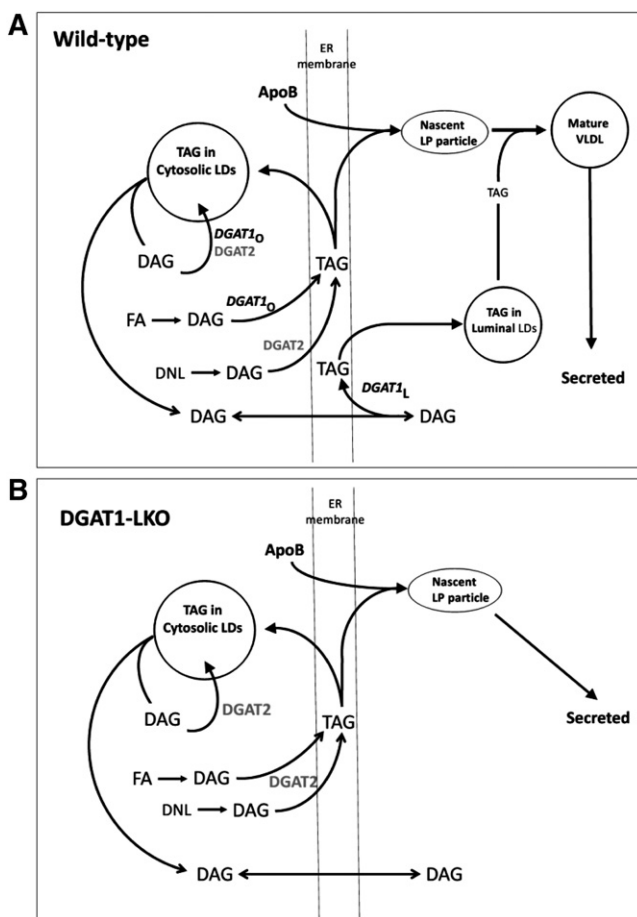 A
Wild-type
ER
membrane
ApoB
Nascent
LP particle
Mature
VLDL
TAG in
Cytosolic LDs
TAG
DGAT1O
DGAT2
DAG
TAG
FA
DAG
DGAT1O
TAG in
Luminal LDs
DGAT2
DNL
DAG
TAG
DGAT1L
Secreted
DAG
DAG
B
DGAT1-LKO
ER
membrane
ApoB
Nascent
LP particle
TAG in
Cytosolic LDs
DGAT2
DAG
TAG
Secreted
FA
DAG
DGAT2
DNL
DAG
DAG
DAG